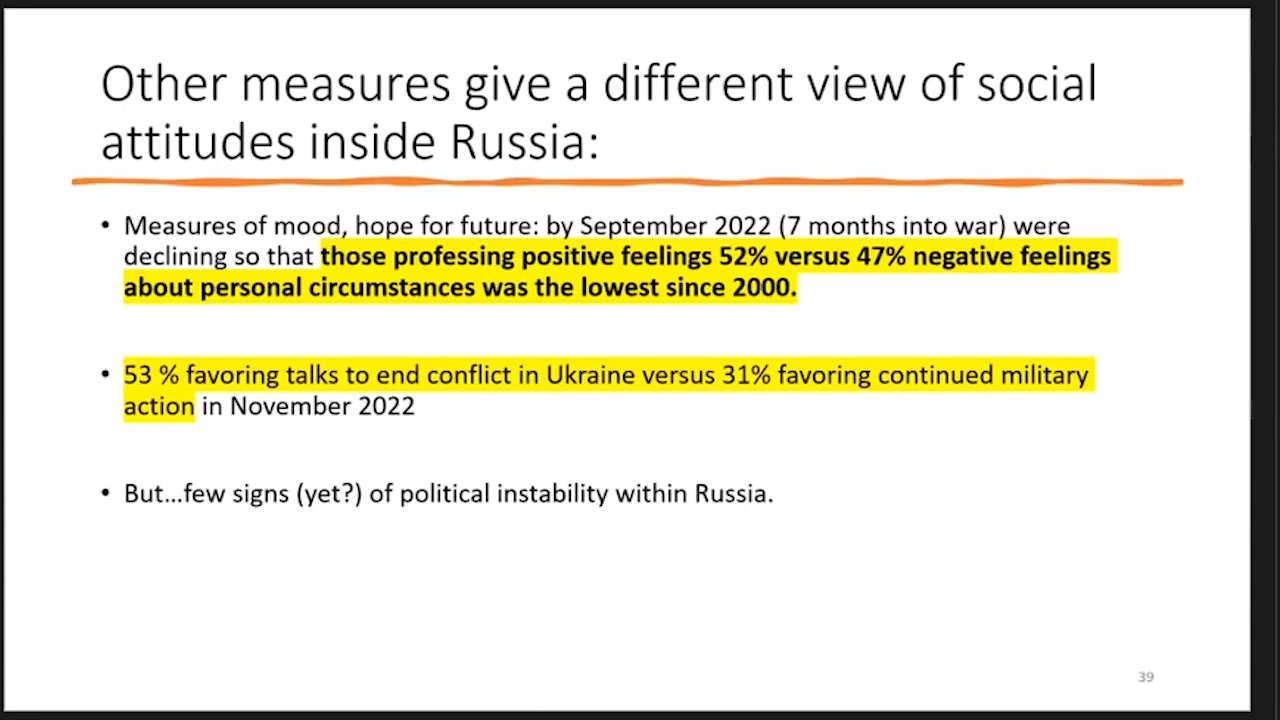 Other measures give a different view of social
attitudes inside Russia:
• Measures of mood, hope for future: by September 2022 (7 months into war) were
declining so that those professing positive feelings 52% versus 47% negative feelings
about personal circumstances was the lowest since 2000.
• 53 % favoring talks to end conflict in Ukraine versus 31% favoring continued military
action in November 2022
• But…few signs (yet?) of political instability within Russia.
39